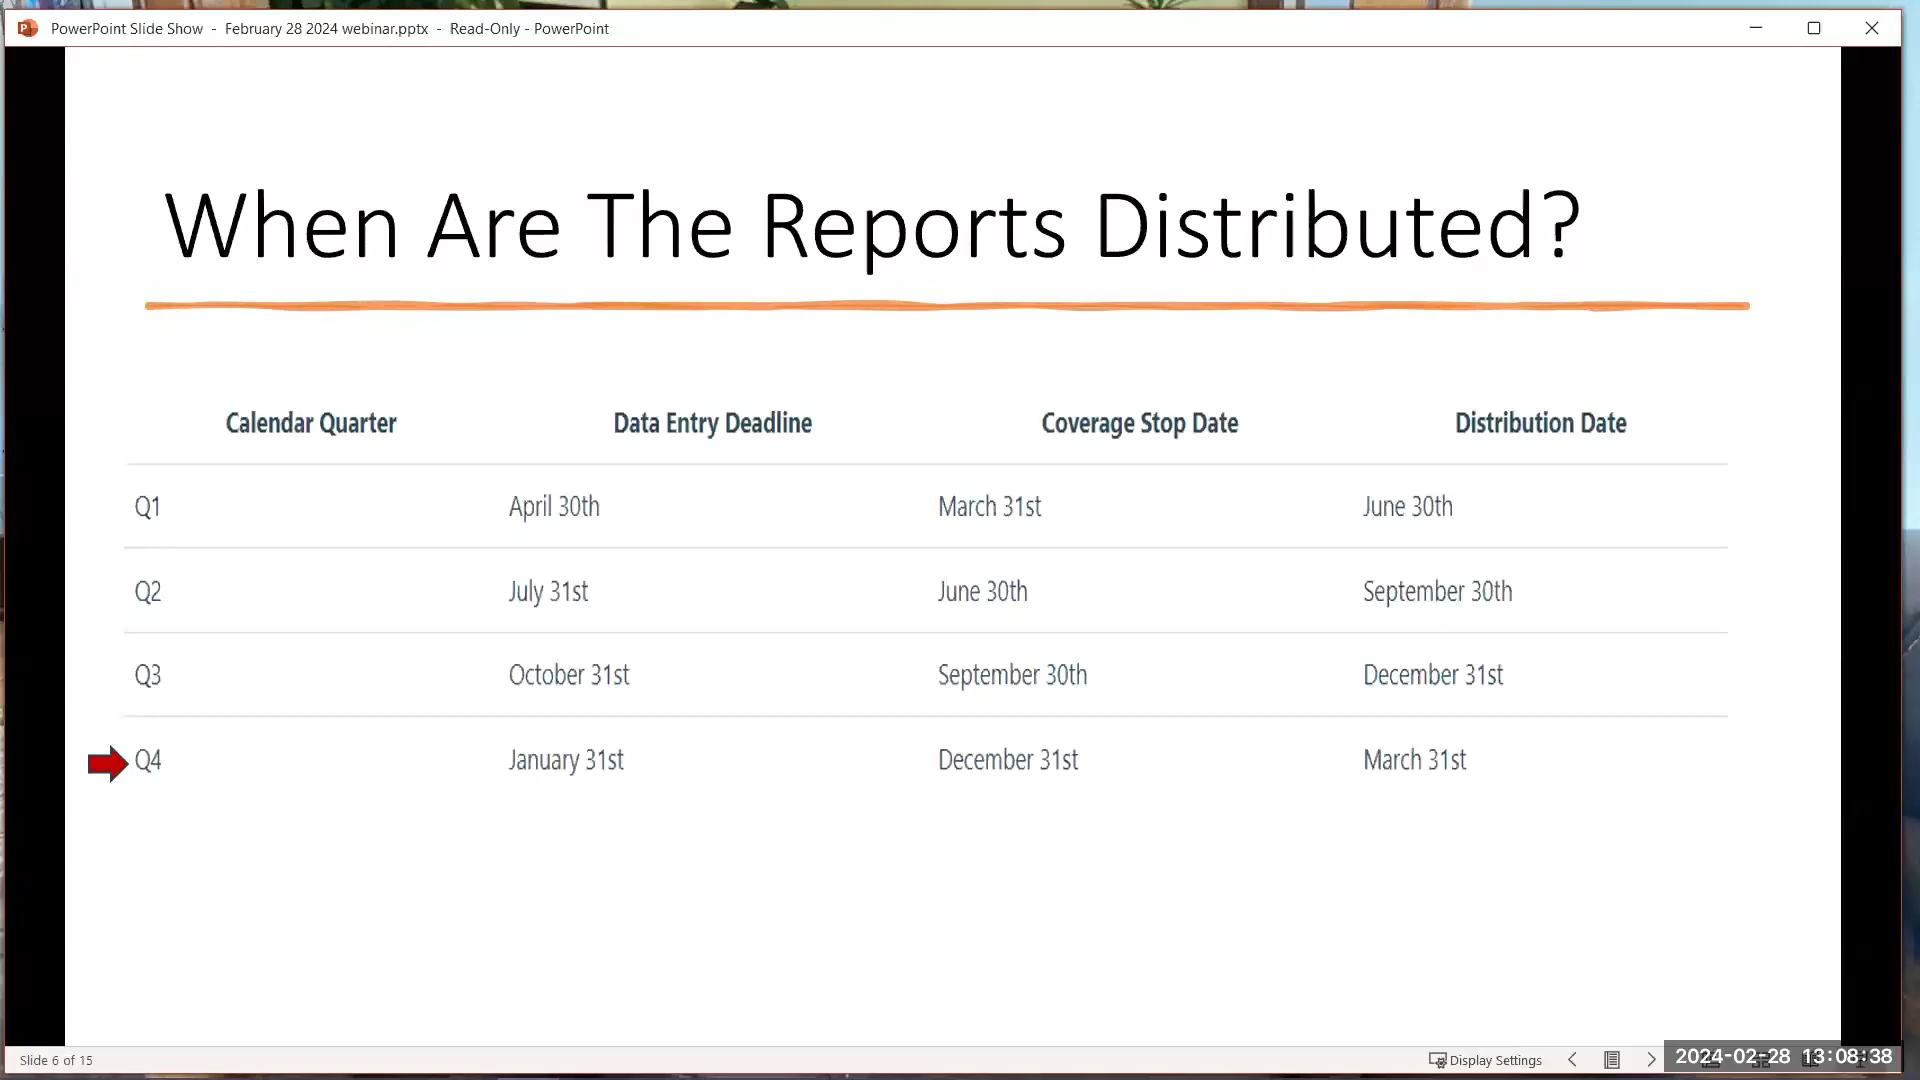 PowerPoint Slide Show - February 28 2024 webinar.pptx - Read-Only - PowerPoint
When Are The Reports Distributed?
Calendar Quarter Data Entry Deadline Coverage Stop Date Distribution Date
Q1 April 30th March 31st June 30th
Q2 July 31st June 30th September 30th
Q3 October 31st September 30th December 31st
Q4 January 31st December 31st March 31st
Slide 6 of 15 Display Settings 2024-02-28 13:08:38